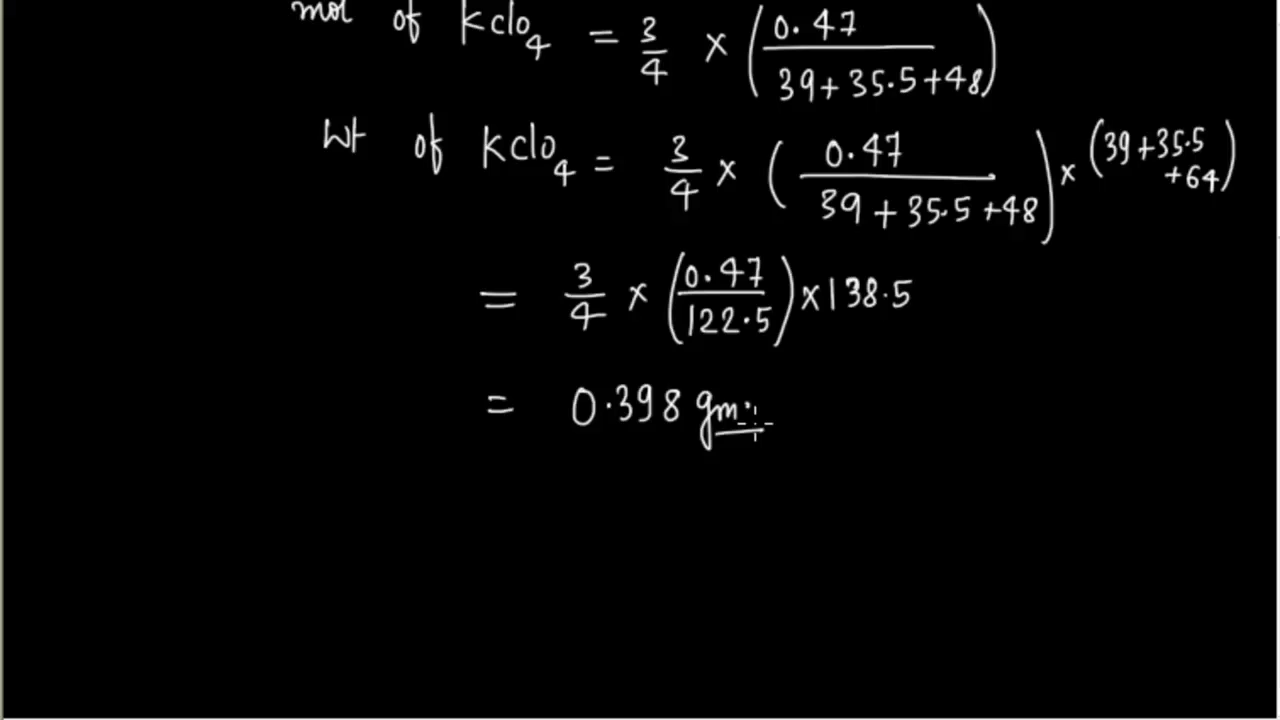 mol of KClO4 = 3/4 × (0.47 / 39+35.5+48)
Wt of KClO4 = 3/4 × (0.47 / 39+35.5+48) × (39+35.5+64)
= 3/4 × (0.47 / 122.5) × 138.5
= 0.398 gm.